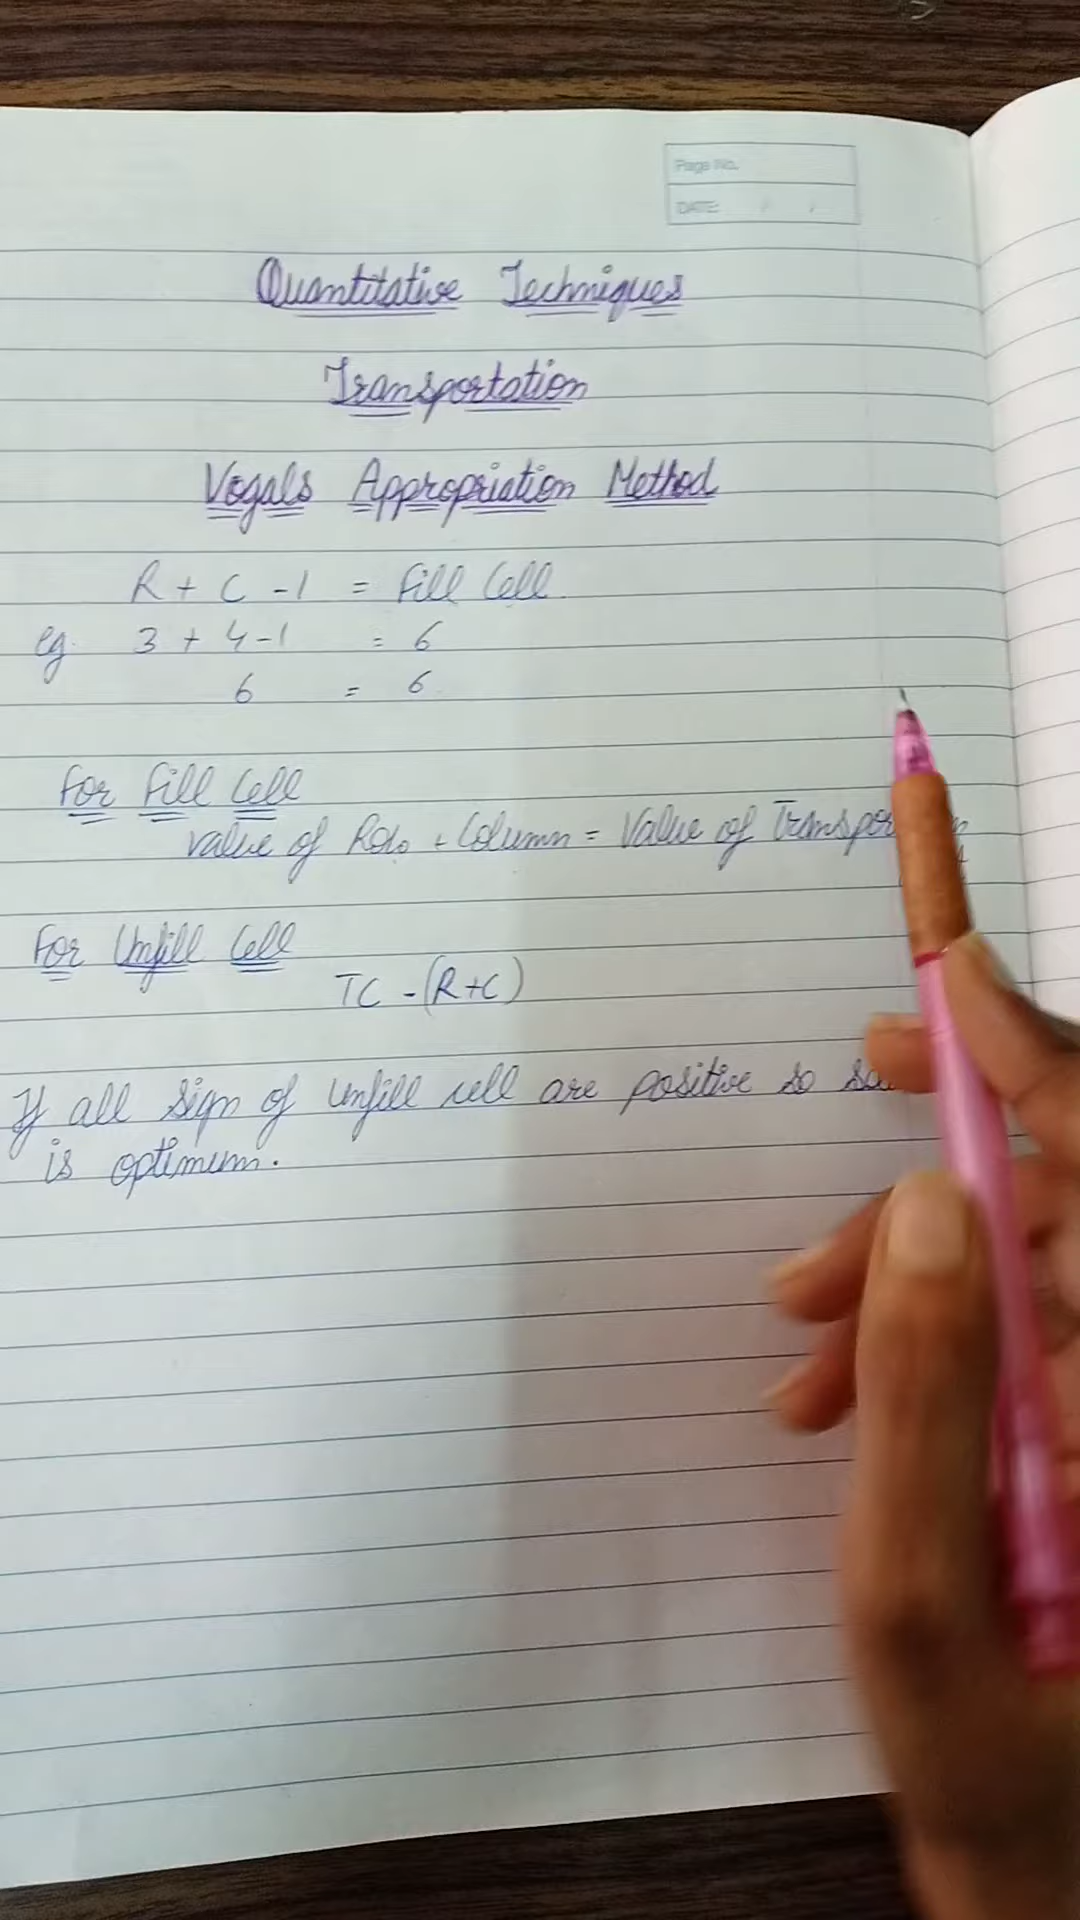 Page No.
DATE:
Quantitative Techniques
Transportation
Vogals Appropriation Method
R + C - 1 = Fill Cell
eg. 3 + 4 - 1 = 6
6 = 6
For Fill Cell
Value of Row + Column = Value of
For Unfill Cell
TC - (R+C)
If all sign of Unfill cell are positive so
is optimum.